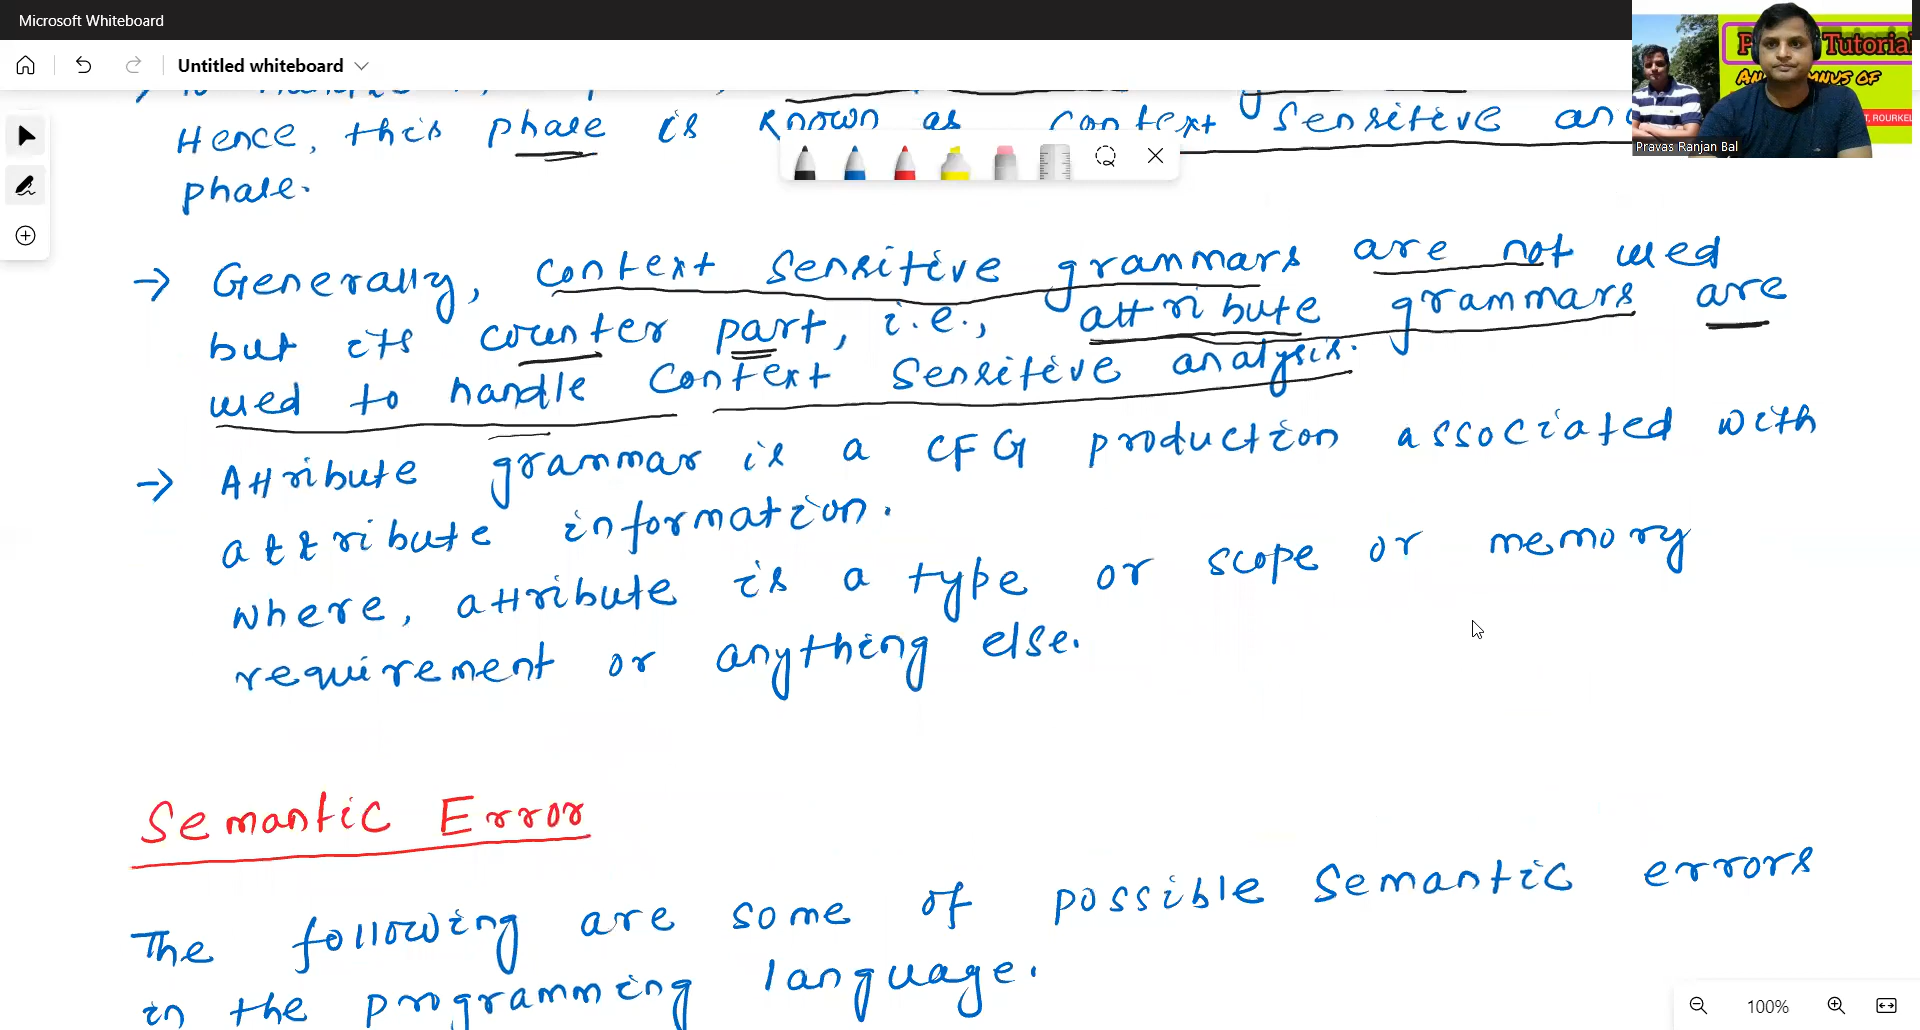 Microsoft Whiteboard
Untitled whiteboard
Hence, this phase is known as context sensitive
phase.
→ Generally, context sensitive grammars are not used
but its counter part, i.e., attribute grammars are
used to handle context sensitive analysis.
→ Attribute grammar is a CFG production associated with
attribute information.
where, attribute is a type or scope or memory
requirement or anything else.
Semantic Error
The following are some of possible semantic errors
in the programming language.
Tutorial
OF
ROURKEL
Pravas Ranjan Bal
100%